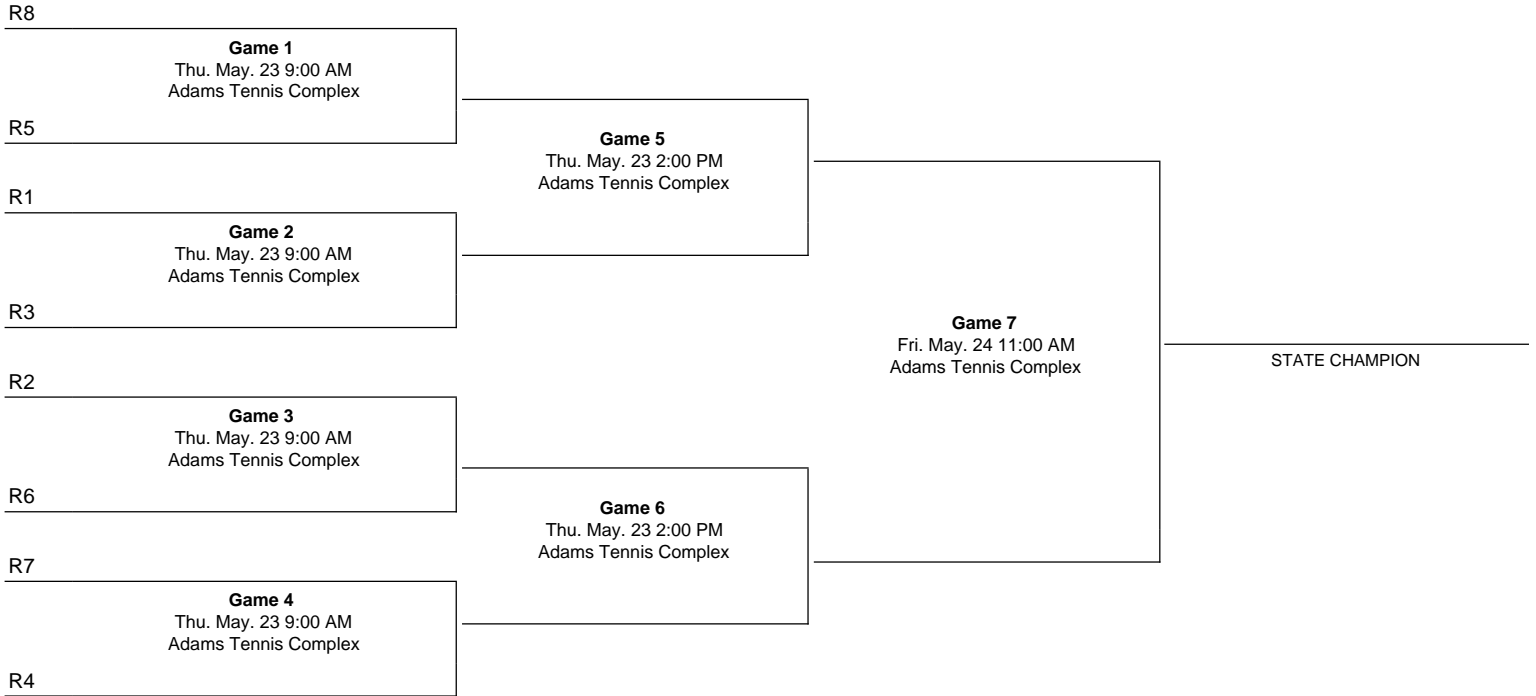 R8
Game 1
Thu. May. 23 9:00 AM
Adams Tennis Complex
R5
R1
Game 2
Thu. May. 23 9:00 AM
Adams Tennis Complex
R3
R2
Game 3
Thu. May. 23 9:00 AM
Adams Tennis Complex
R6
R7
Game 4
Thu. May. 23 9:00 AM
Adams Tennis Complex
R4
Game 5
Thu. May. 23 2:00 PM
Adams Tennis Complex
Game 6
Thu. May. 23 2:00 PM
Adams Tennis Complex
Game 7
Fri. May. 24 11:00 AM
Adams Tennis Complex
STATE CHAMPION